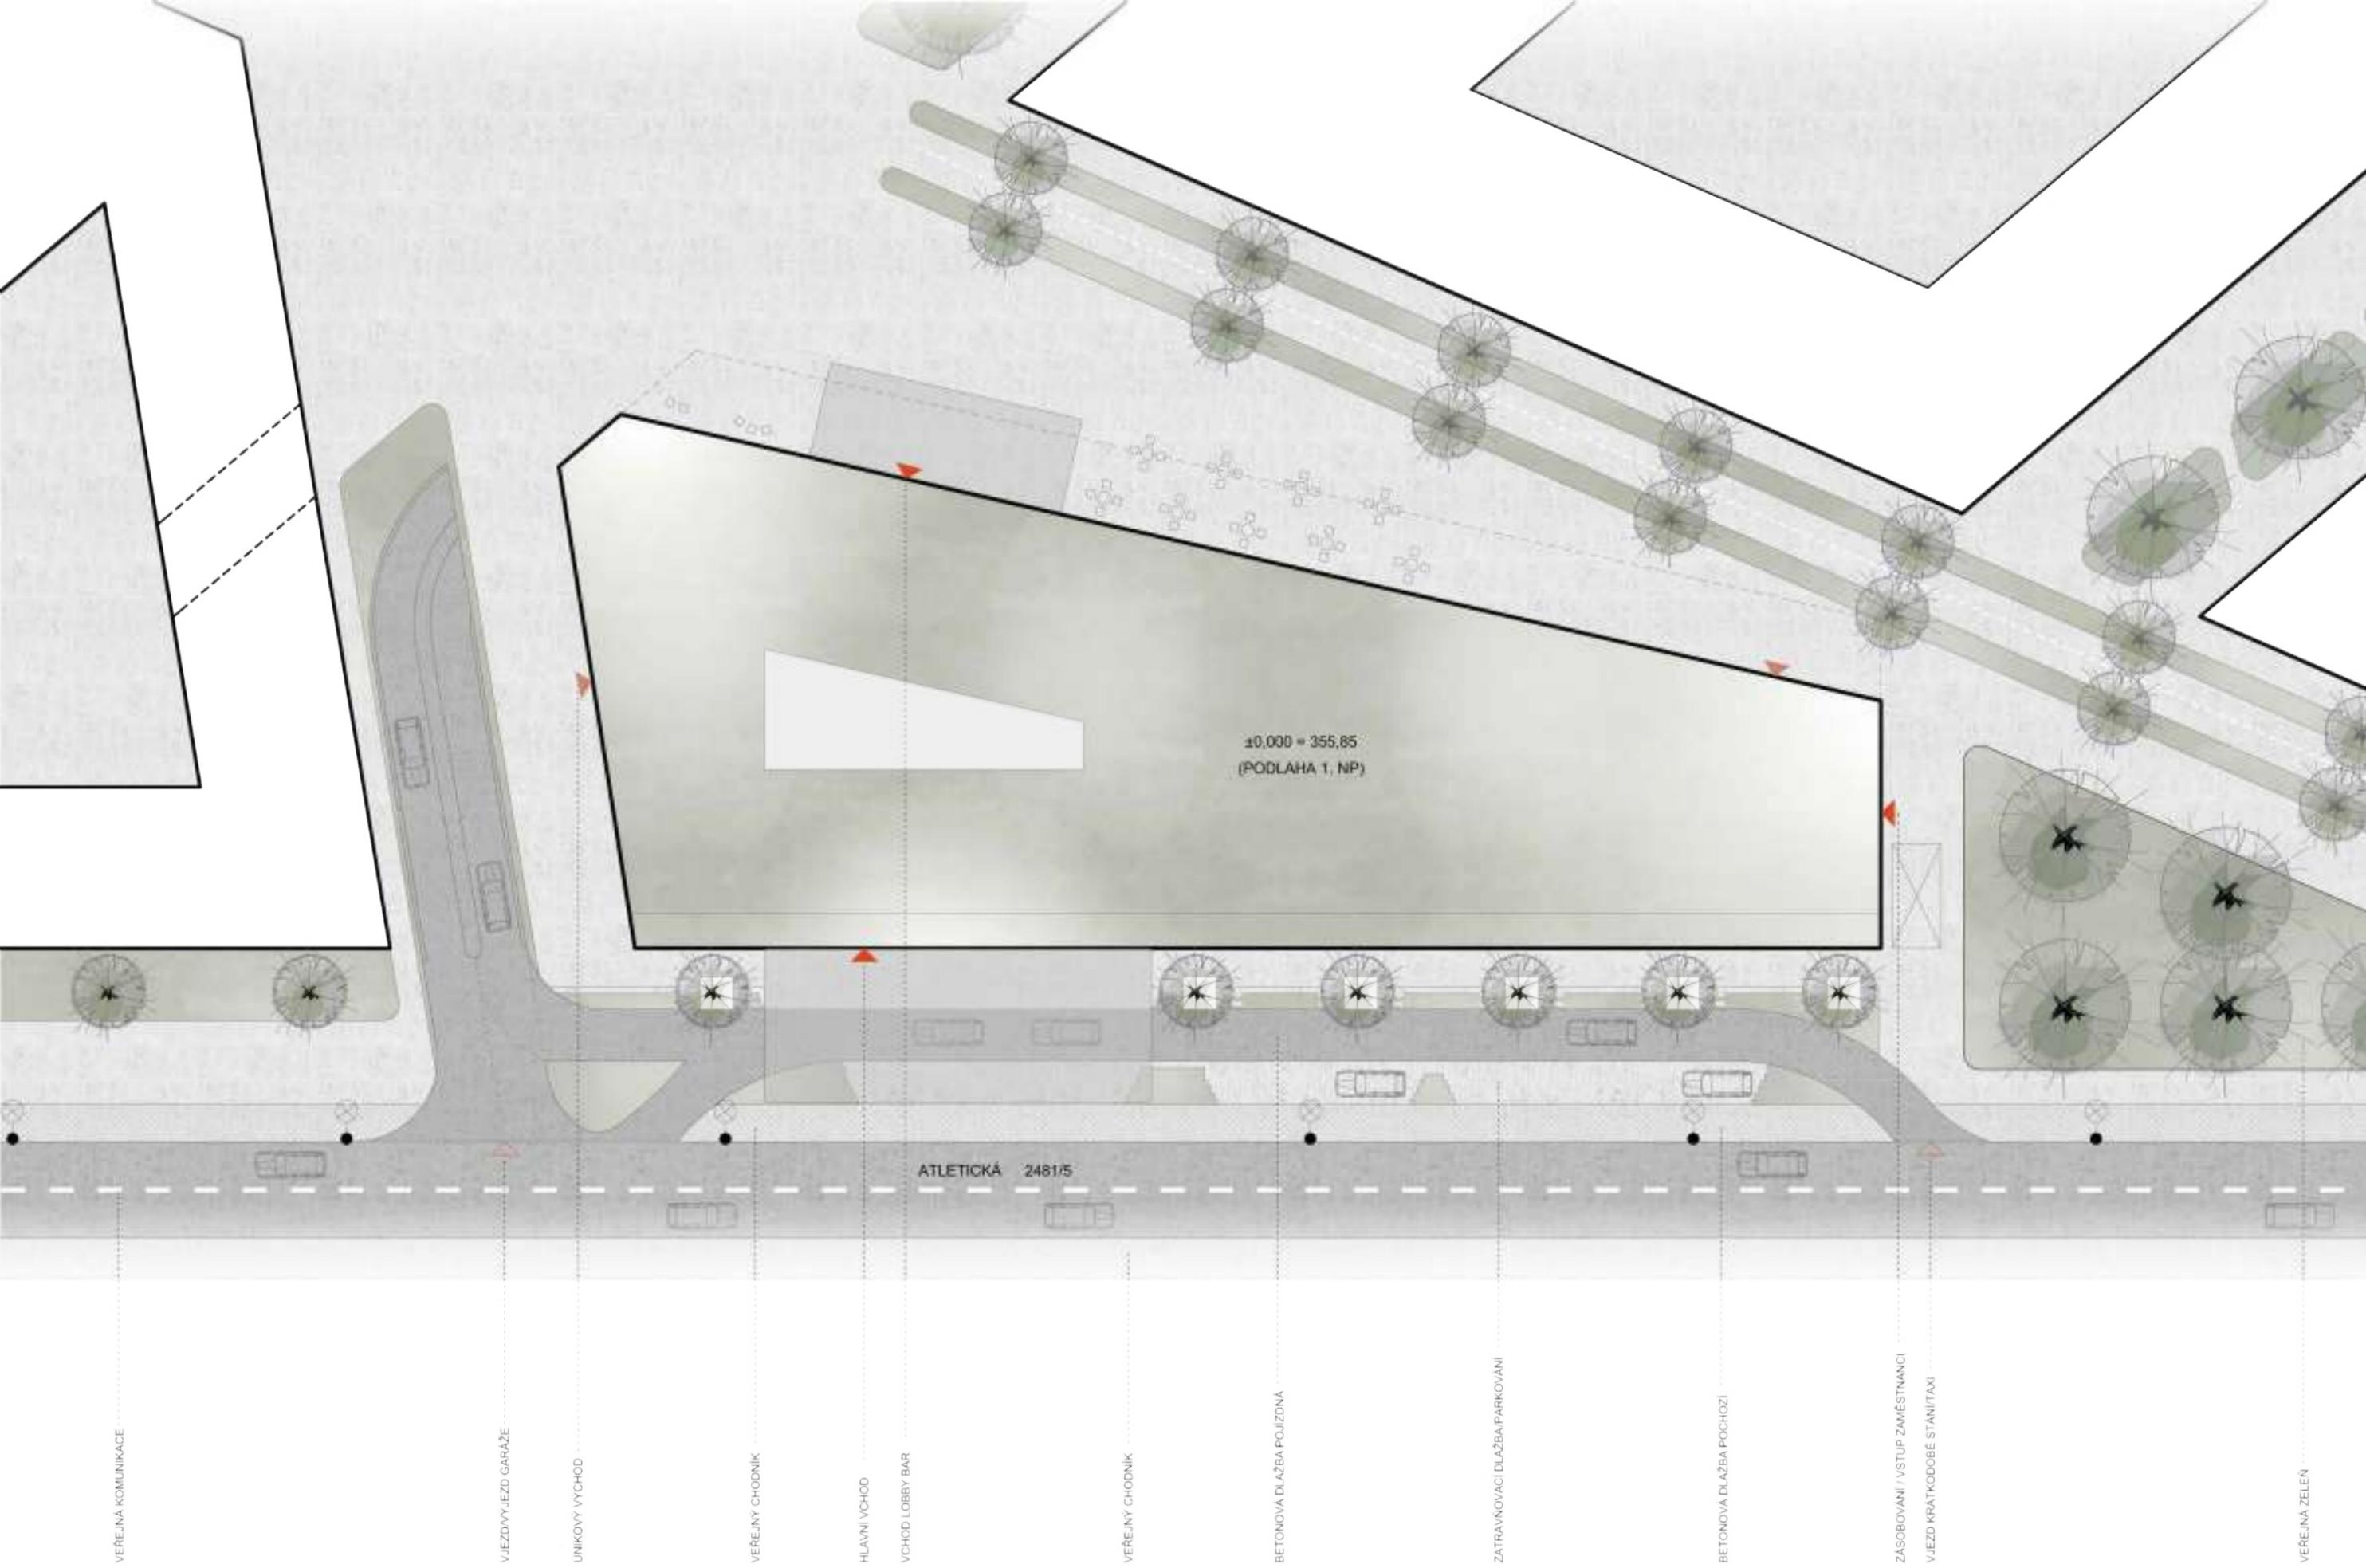 ±0,000 = 355,85
(PODLAHA 1. NP)
ATLETICKÁ 2481/5
VEŘEJNÁ KOMUNIKACE
VJEZD/VÝJEZD GARÁŽE
ÚNIKOVÝ VÝCHOD
VEŘEJNÝ CHODNÍK
HLAVNÍ VCHOD
VCHOD LOBBY BAR
VEŘEJNÝ CHODNÍK
BETONOVÁ DLAŽBA POJÍZDNÁ
ZATRAVŇOVACÍ DLAŽBA/PARKOVÁNÍ
BETONOVÁ DLAŽBA POCHOZÍ
ZÁSOBOVÁNÍ / VSTUP ZAMĚSTNANCI
VJEZD KRÁTKODOBÉ STÁNÍ/TAXI
VEŘEJNÁ ZELEŇ